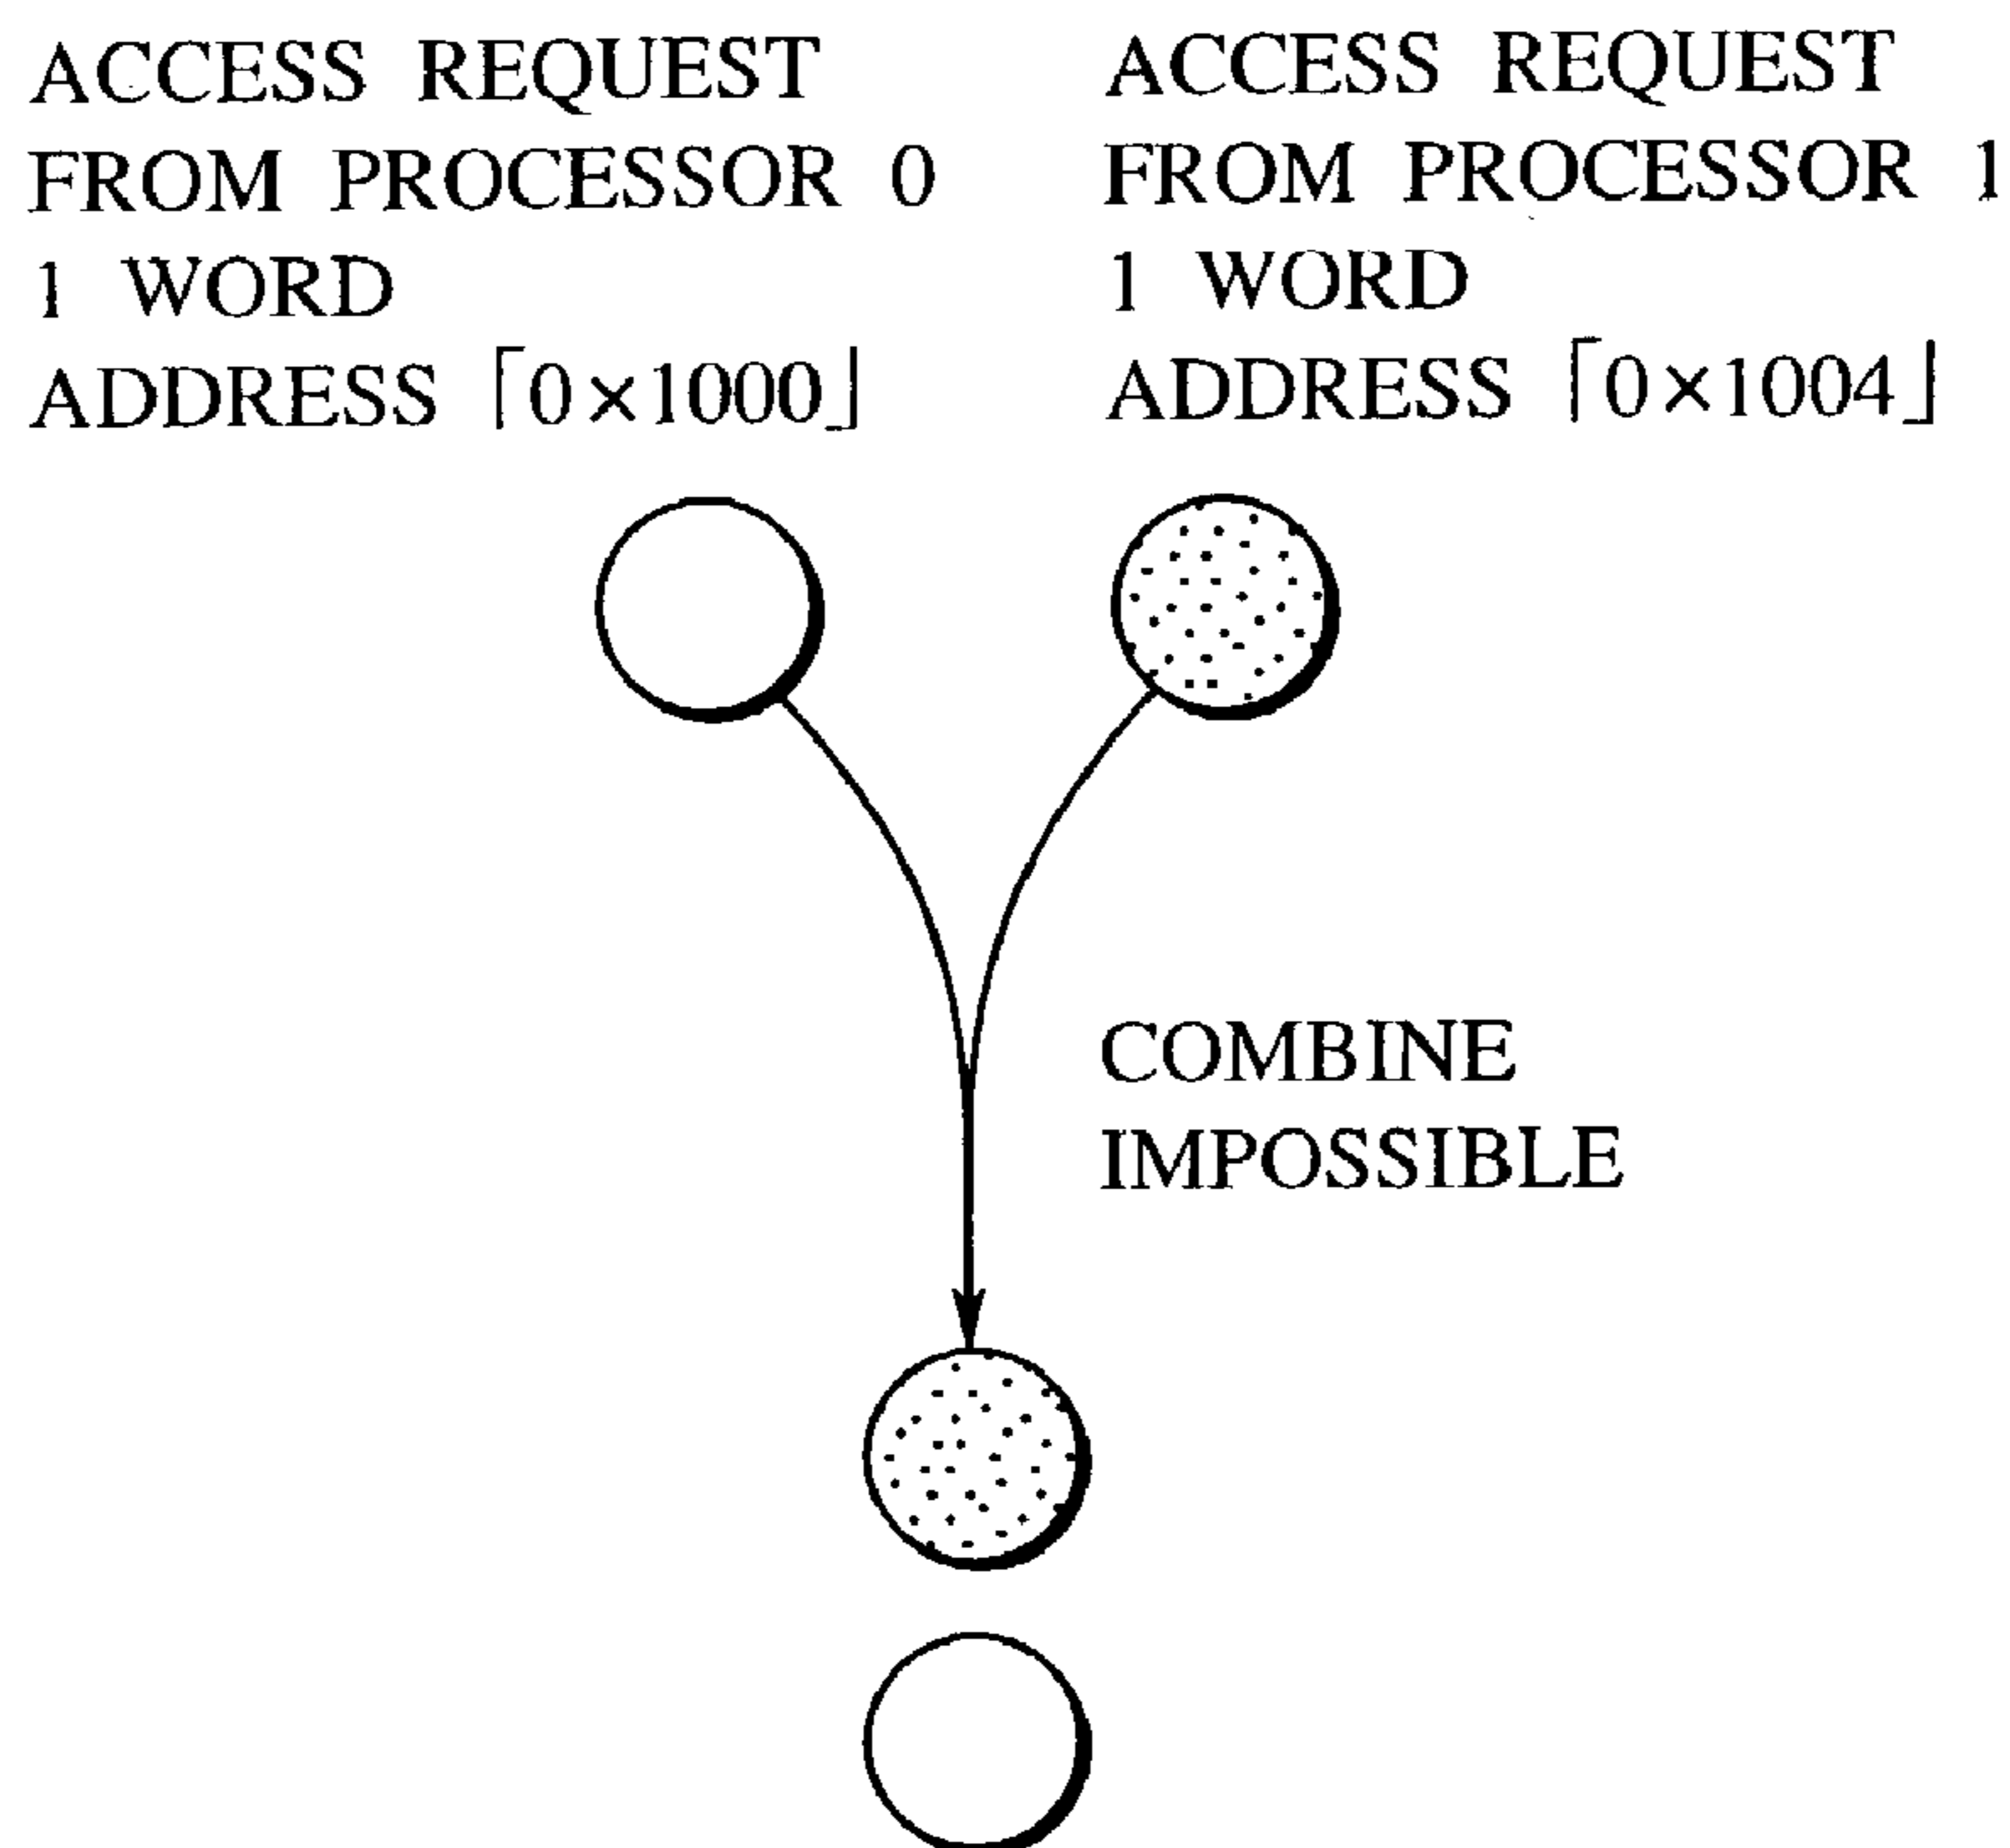 ACCESS REQUEST
FROM PROCESSOR 0
1 WORD
ADDRESS ⌈0×1000⌋
ACCESS REQUEST
FROM PROCESSOR 1
1 WORD
ADDRESS ⌈0×1004⌋
COMBINE
IMPOSSIBLE